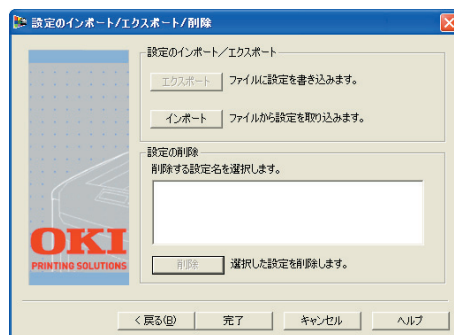 設定のインポート/エクスポート/削除
設定のインポート/エクスポート
エクスポート ファイルに設定を書き込みます。
インポート ファイルから設定を取り込みます。
設定の削除
削除する設定名を選択します。
OKI
PRINTING SOLUTIONS
削除 選択した設定を削除します。
< 戻る(B) 完了 キャンセル ヘルプ